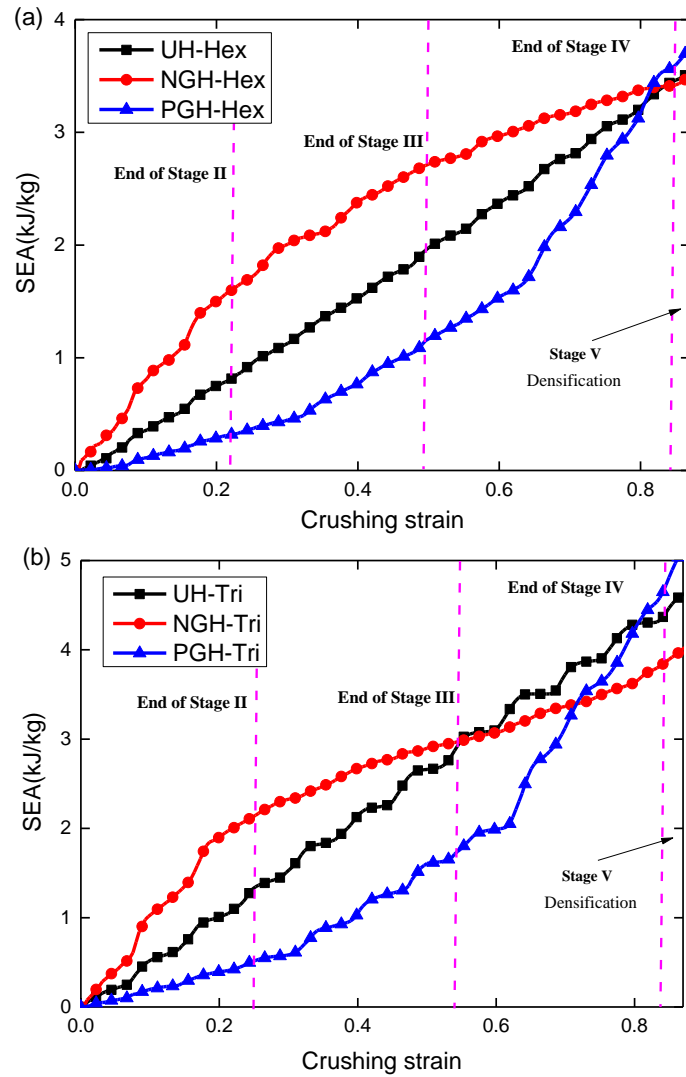 (a)
4
3
2
1
0
SEA(kJ/kg)
UH-Hex
NGH-Hex
PGH-Hex
End of Stage II
End of Stage III
End of Stage IV
Stage V
Densification
0.0 0.2 0.4 0.6 0.8
Crushing strain
(b)
5
4
3
2
1
0
SEA(kJ/kg)
UH-Tri
NGH-Tri
PGH-Tri
End of Stage II
End of Stage III
End of Stage IV
Stage V
Densification
0.0 0.2 0.4 0.6 0.8
Crushing strain